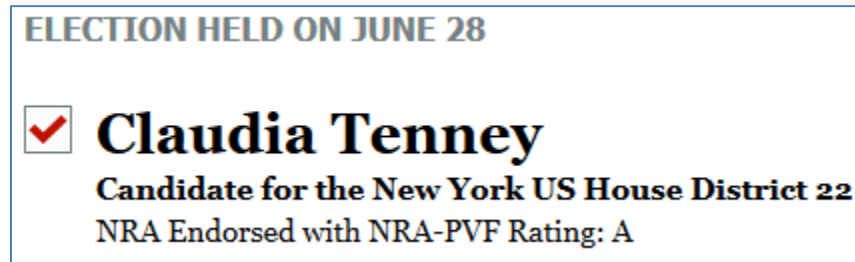 ELECTION HELD ON JUNE 28
Claudia Tenney
Candidate for the New York US House District 22
NRA Endorsed with NRA-PVF Rating: A